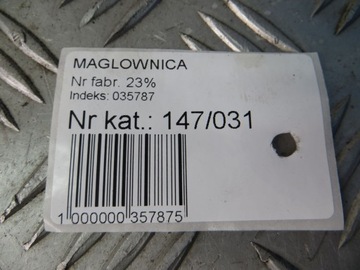 MAGLOWNICA
Nr fabr. 23%
Indeks: 035787
Nr kat.: 147/031
1 000000 357875